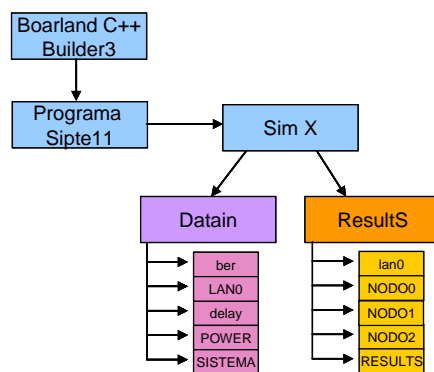 Boarland C++
Builder3
Programa
Sipte11
Sim X
Datain
ResultS
ber
LAN0
delay
POWER
SISTEMA
lan0
NODO0
NODO1
NODO2
RESULTS